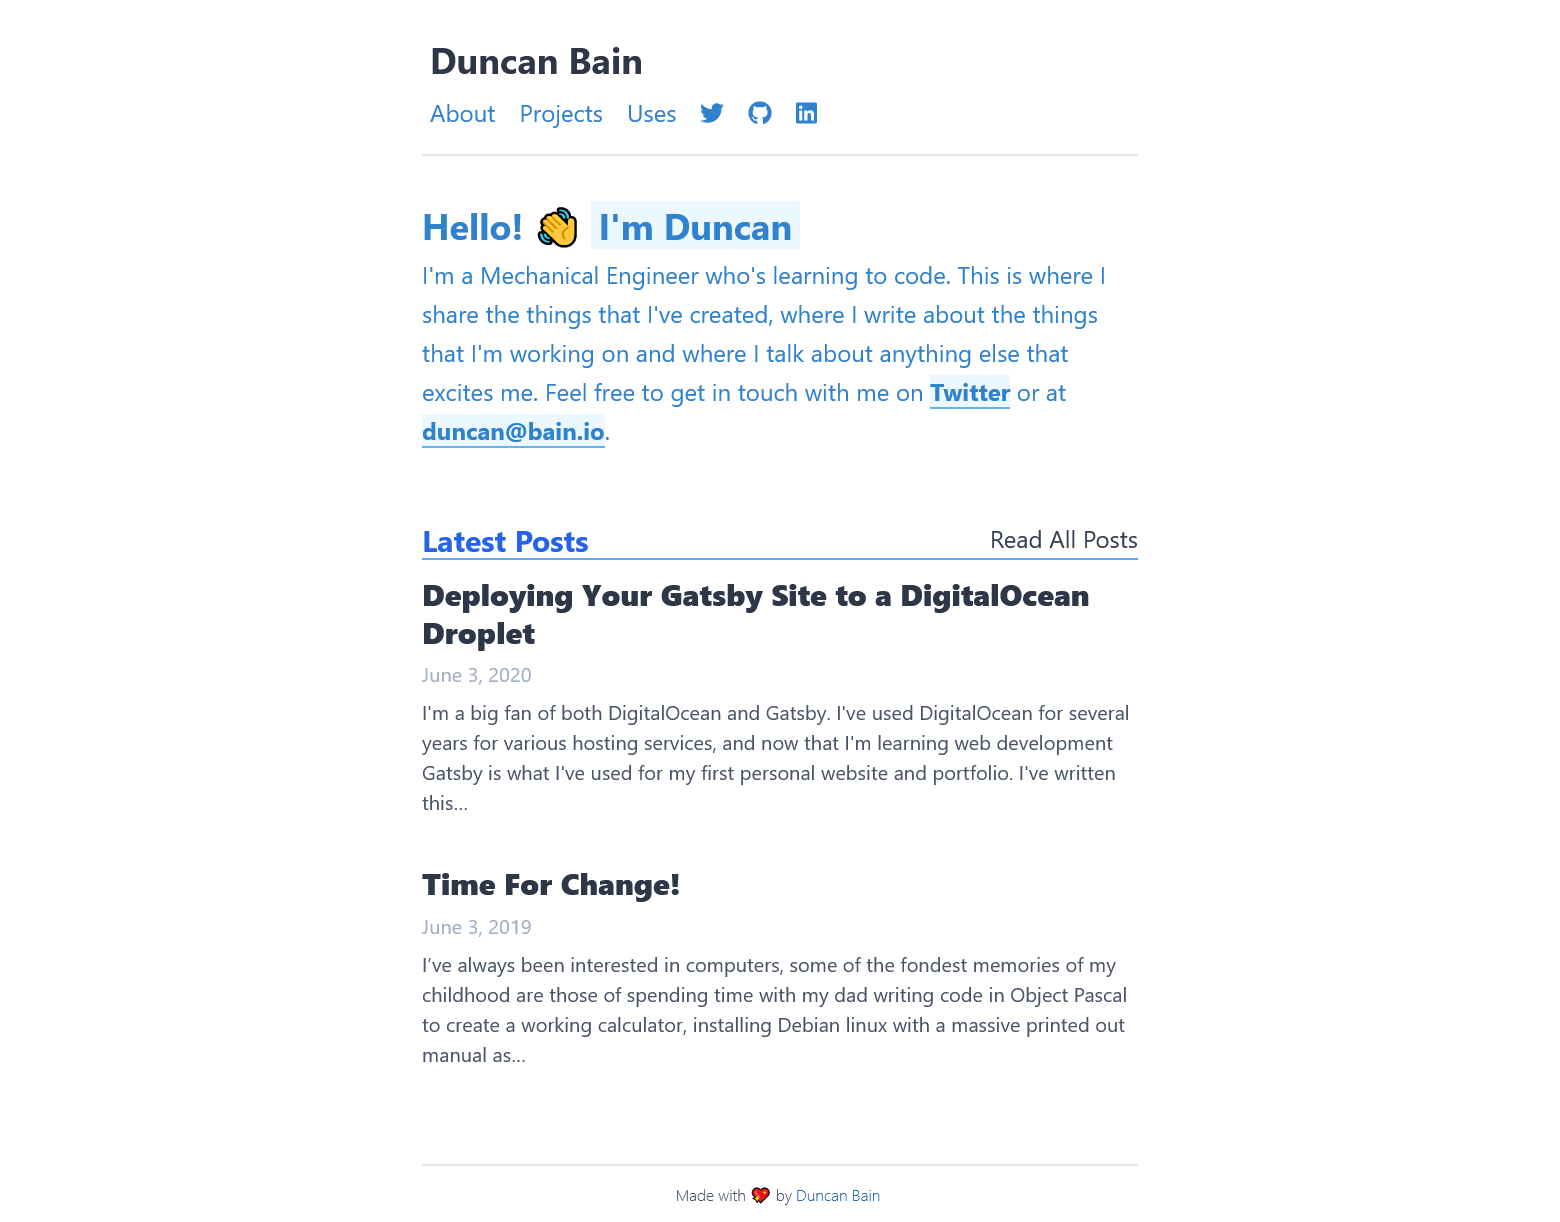 Duncan Bain
About Projects Uses
Hello! 👋 I'm Duncan
I'm a Mechanical Engineer who's learning to code. This is where I
share the things that I've created, where I write about the things
that I'm working on and where I talk about anything else that
excites me. Feel free to get in touch with me on Twitter or at
duncan@bain.io.
Latest Posts Read All Posts
Deploying Your Gatsby Site to a DigitalOcean
Droplet
June 3, 2020
I'm a big fan of both DigitalOcean and Gatsby. I've used DigitalOcean for several
years for various hosting services, and now that I'm learning web development
Gatsby is what I've used for my first personal website and portfolio. I've written
this…
Time For Change!
June 3, 2019
I’ve always been interested in computers, some of the fondest memories of my
childhood are those of spending time with my dad writing code in Object Pascal
to create a working calculator, installing Debian linux with a massive printed out
manual as…
Made with 💖 by Duncan Bain